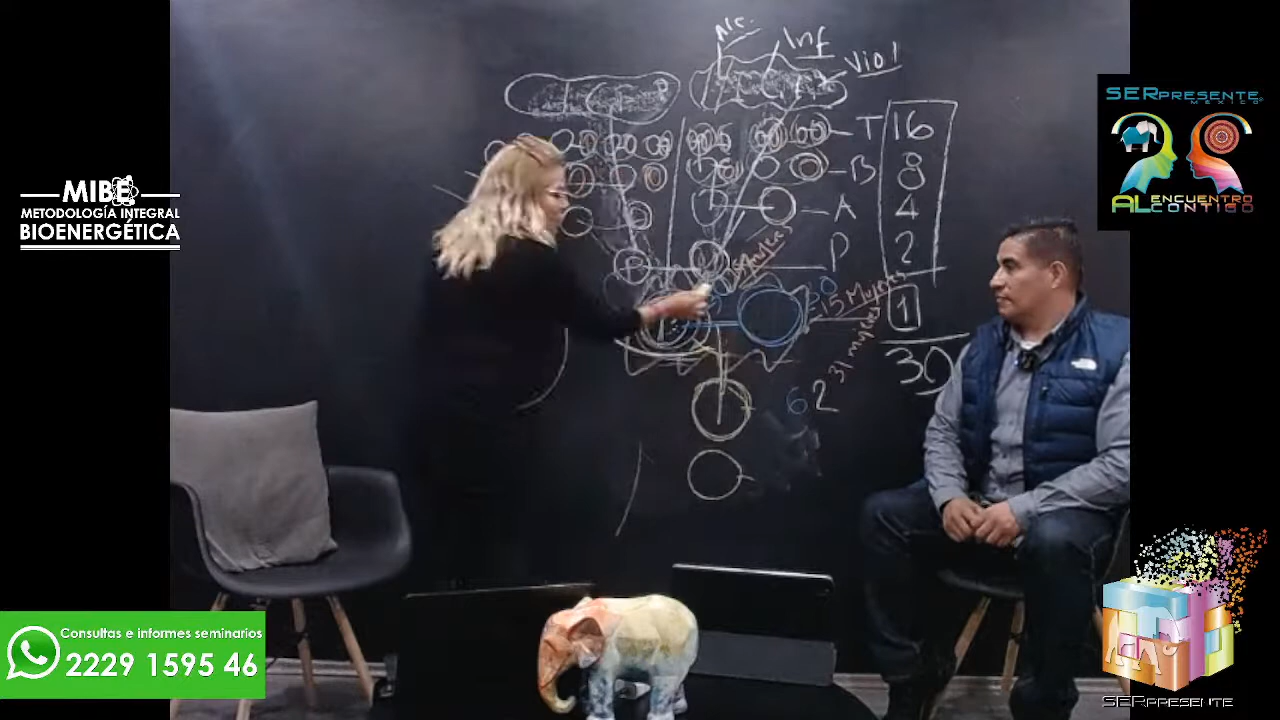 MIBE
METODOLOGÍA INTEGRAL
BIOENERGÉTICA
Inf
Viol
T 16
B 8
A 4
P 2
1
30
15 Mujeres
31 mujeres
62
SERPRESENTE
MÉXICO
AL ENCUENTRO
CONTIGO
Consultas e informes seminarios
2229 1595 46
SERPRESENTE